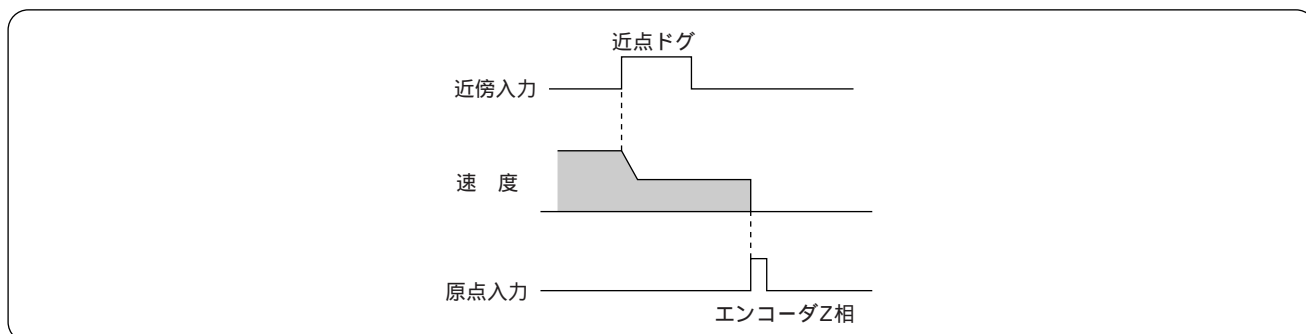 近点ドグ
近傍入力
速　度
原点入力
エンコーダZ相